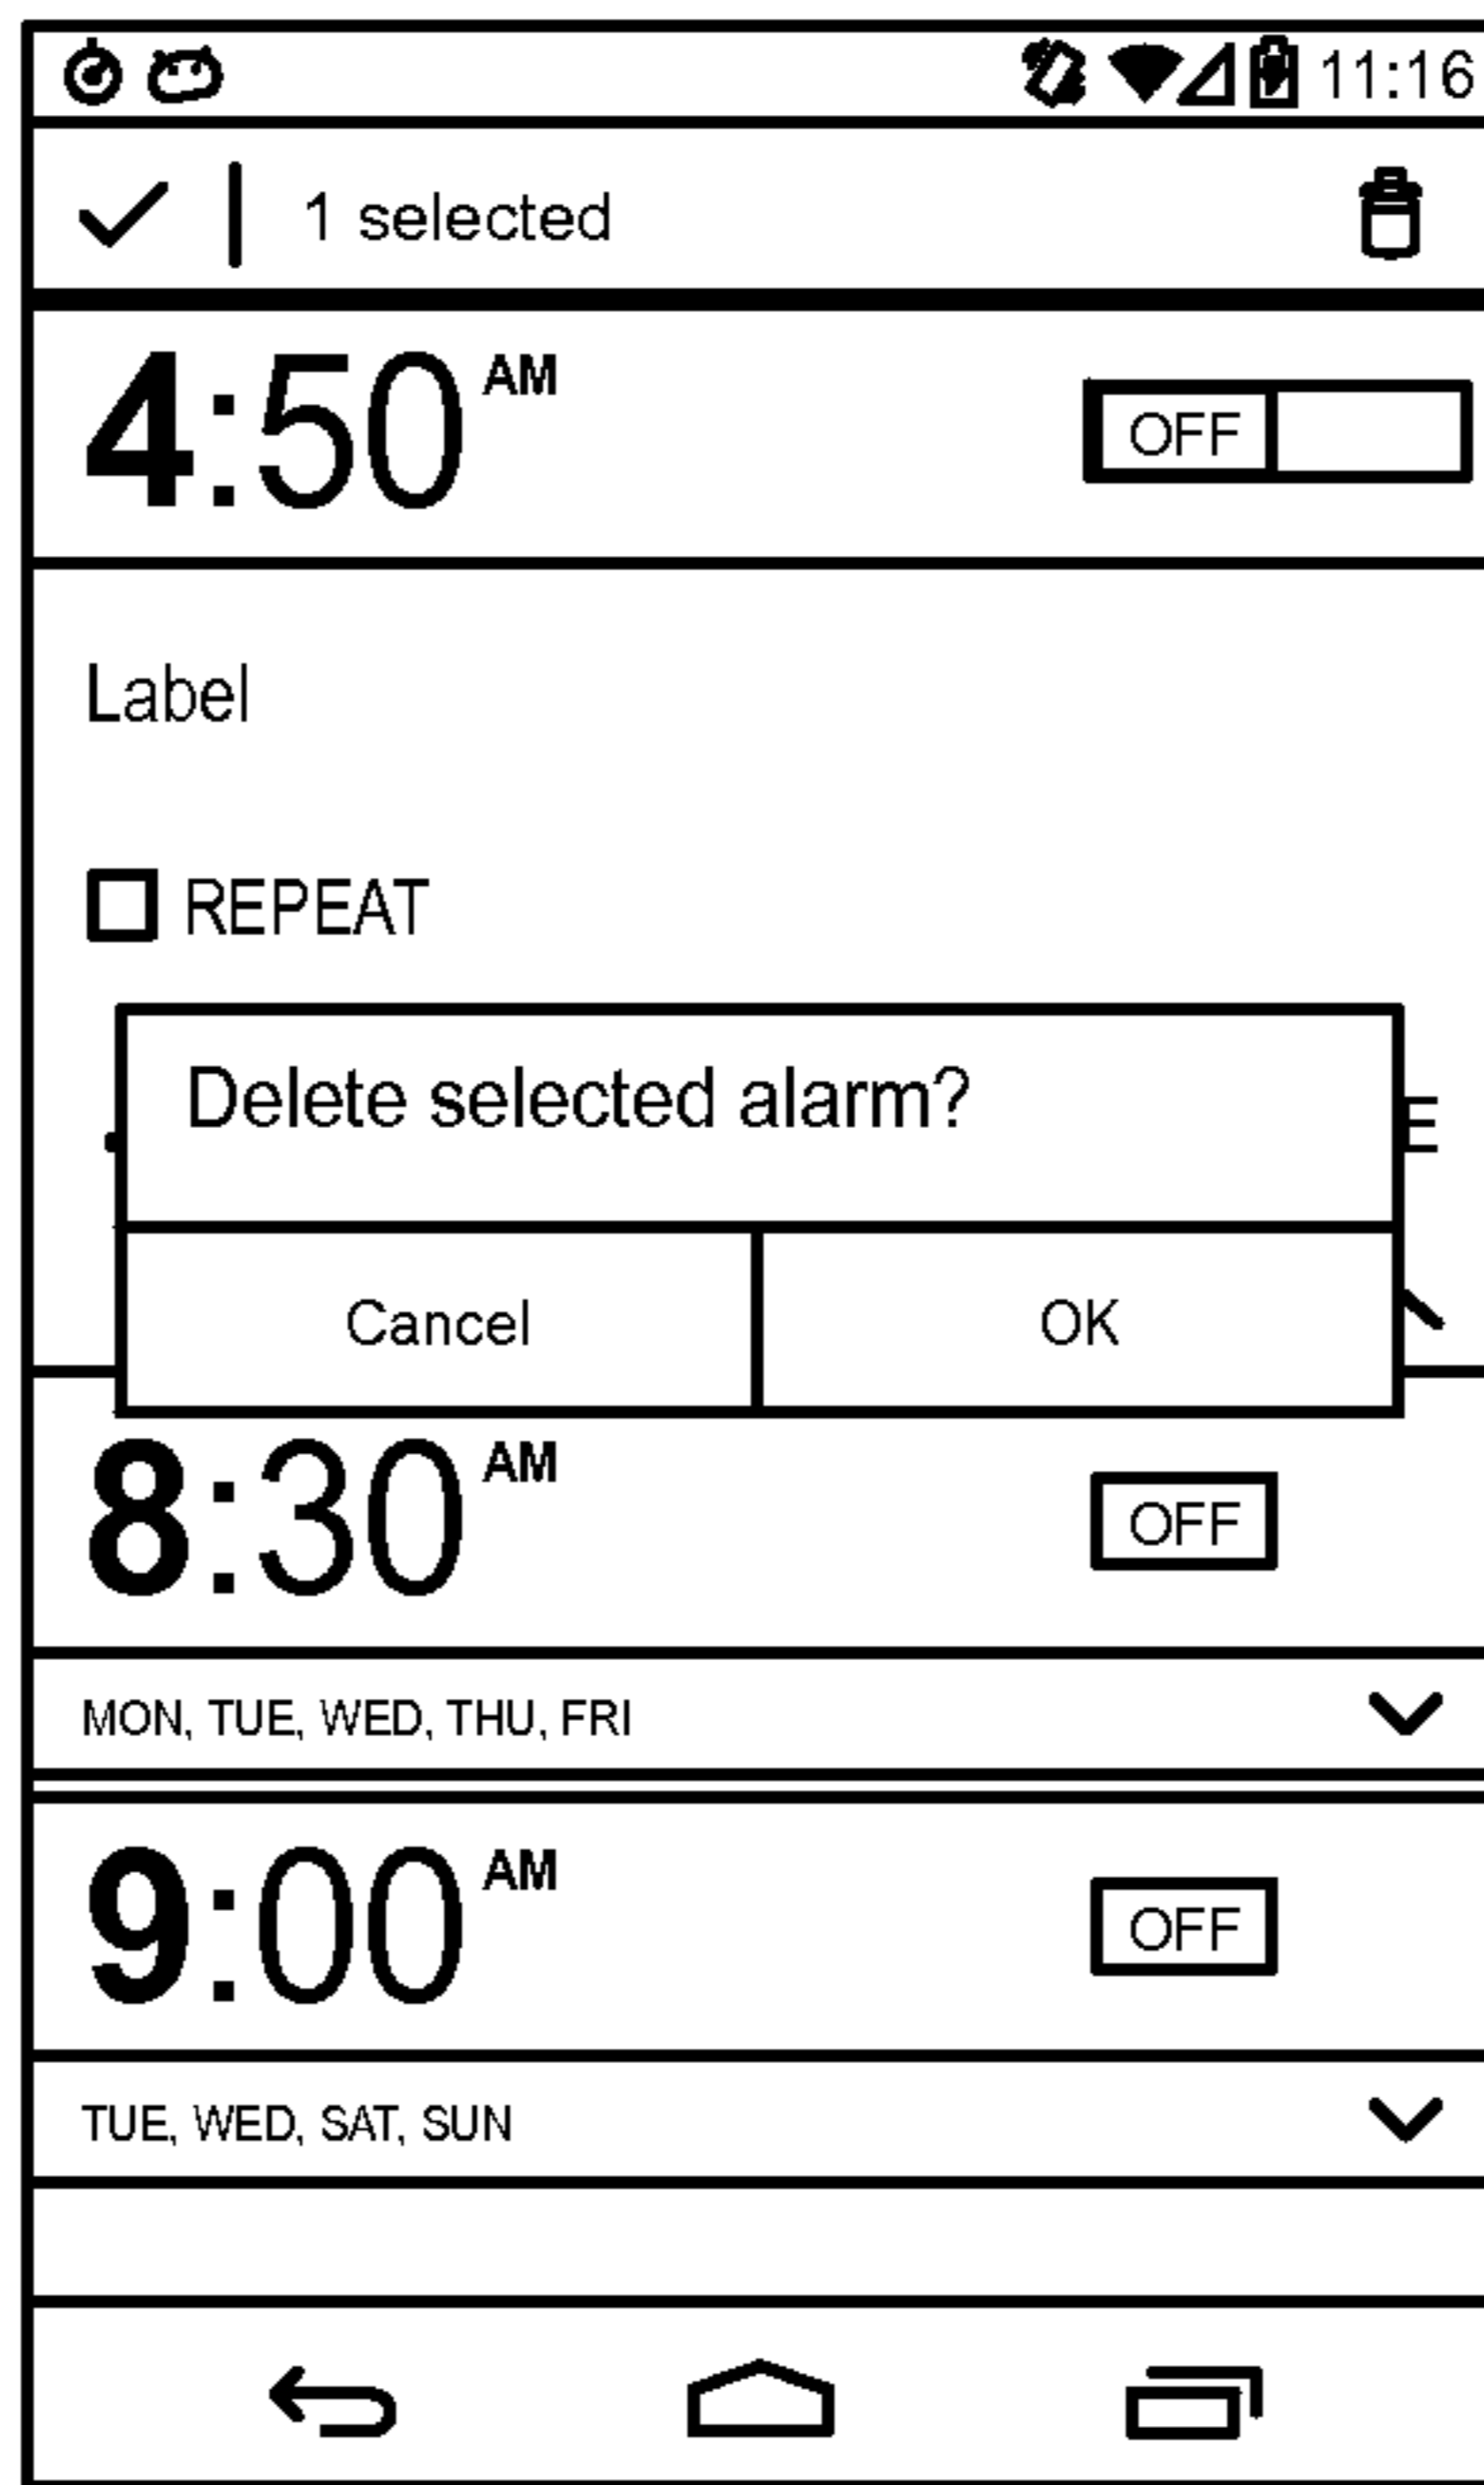 11:16
1 selected
4:50 AM
OFF
Label
REPEAT
Delete selected alarm?
E
Cancel OK
8:30 AM
OFF
MON, TUE, WED, THU, FRI
9:00 AM
OFF
TUE, WED, SAT, SUN